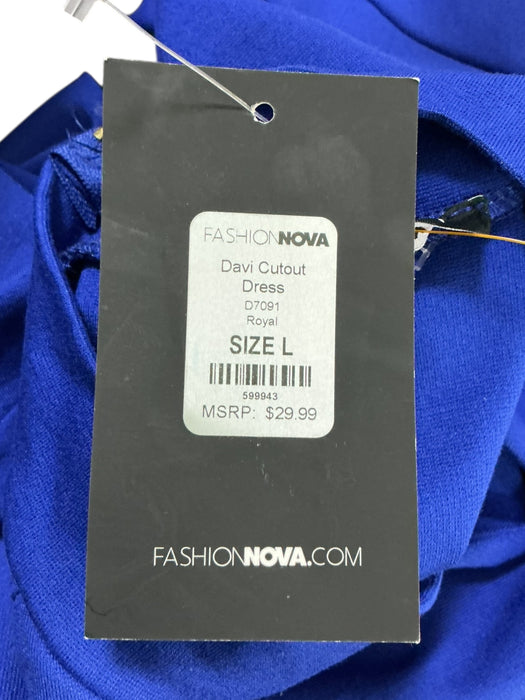 FASHIONNOVA
Davi Cutout
Dress
D7091
Royal
SIZE L
599943
MSRP: $29.99
FASHIONNOVA.COM